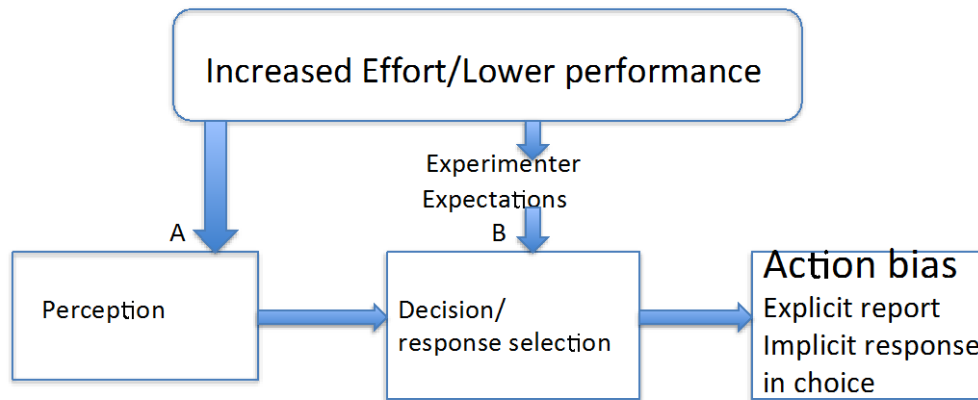 Increased Effort/Lower performance
Experimenter
Expectations
A
B
Perception
Decision/
response selection
Action bias
Explicit report
Implicit response
in choice